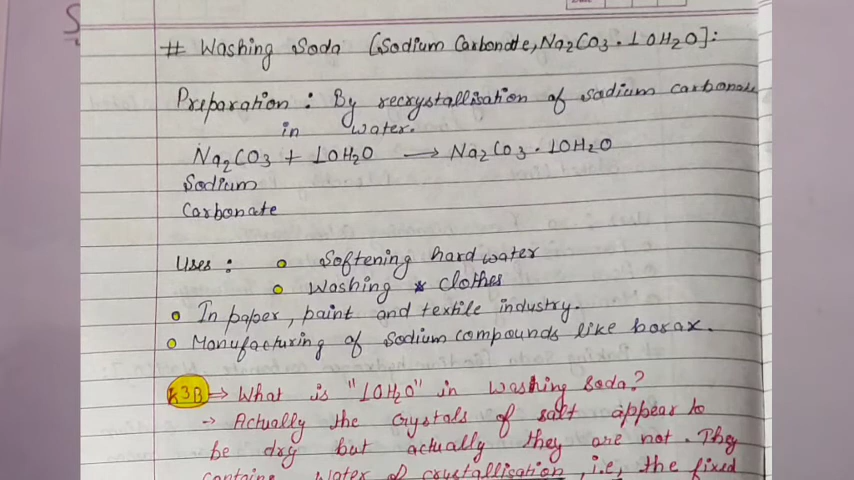 # Washing Soda (Sodium Carbonate, Na2CO3 · 10H2O]:
Preparation : By recrystallisation of sodium carbonate
in water.
Na2CO3 + 10H2O → Na2CO3 · 10H2O
Sodium
Carbonate
Uses : • Softening hard water
• Washing clothes
• In paper, paint and textile industry.
• Manufacturing of sodium compounds like borax.
⇒ What is "10H2O" in washing soda?
→ Actually the crystals of salt appear to
be dry but actually they are not. They
contains water of crystallisation, i.e, the fixed